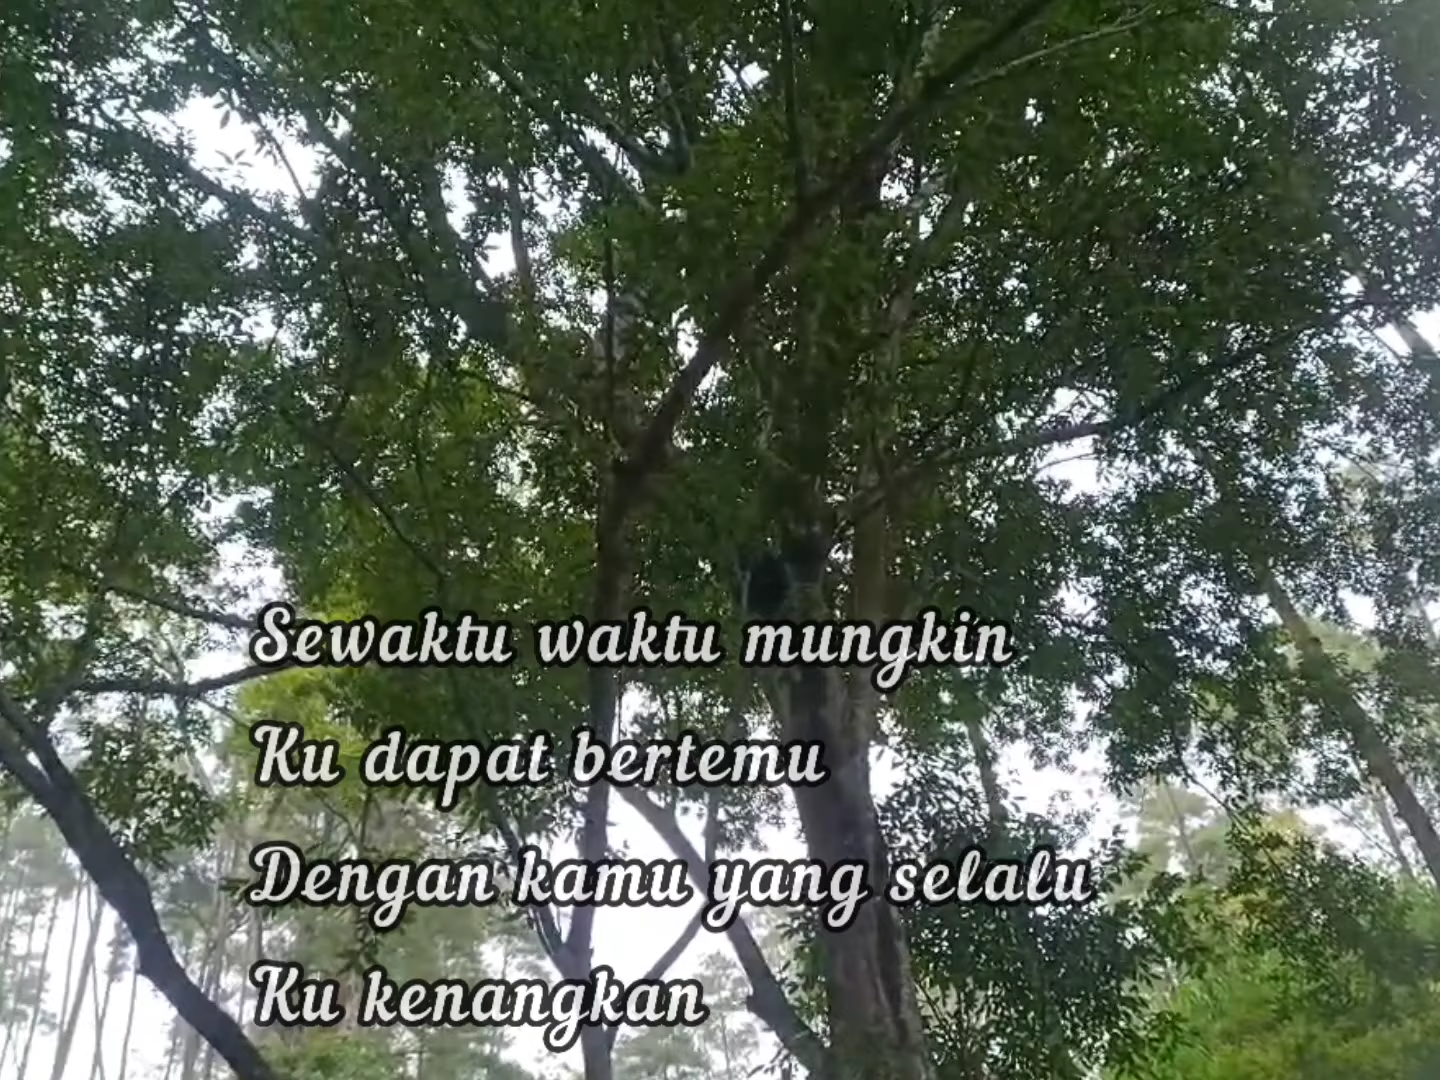 Sewaktu waktu mungkin
Ku dapat bertemu
Dengan kamu yang selalu
Ku kenangkan